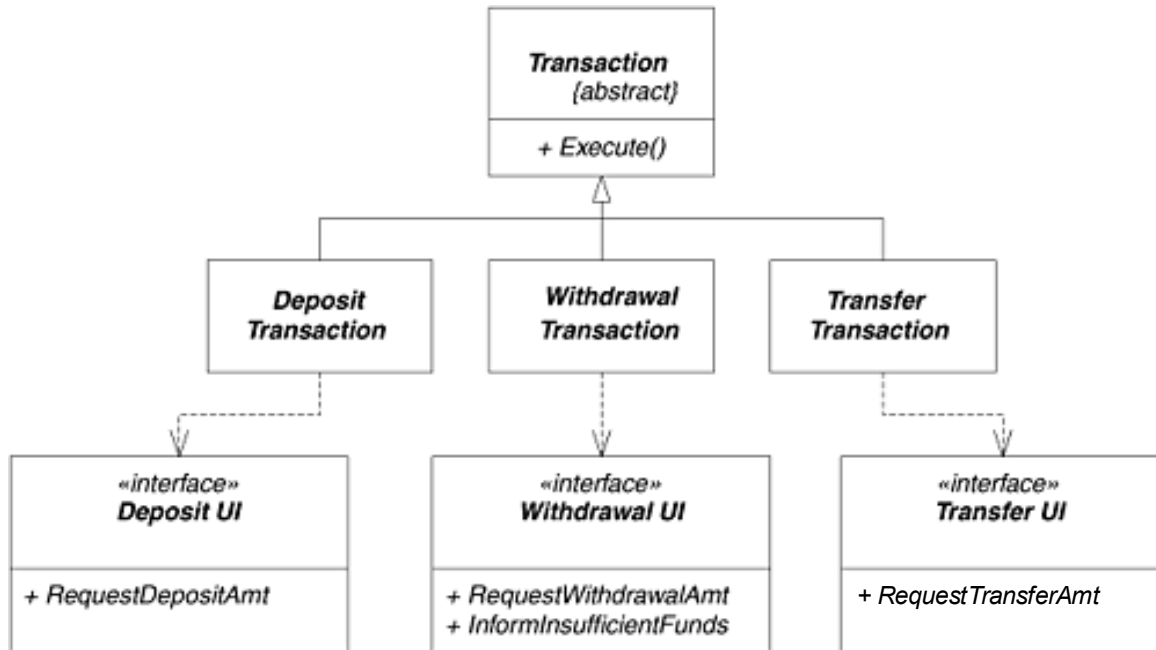 Transaction
{abstract}
+ Execute()
Deposit
Transaction
Withdrawal
Transaction
Transfer
Transaction
«interface»
Deposit UI
+ RequestDepositAmt
«interface»
Withdrawal UI
+ RequestWithdrawalAmt
+ InformInsufficientFunds
«interface»
Transfer UI
+ RequestTransferAmt